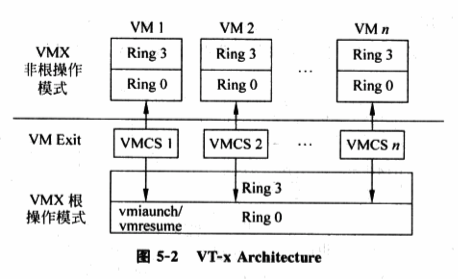 VM 1
VM 2
VM n
VMX
非根操作
模式
Ring 3
Ring 3
Ring 3
Ring 0
Ring 0
...
Ring 0
VM Exit
VMCS 1
VMCS 2
...
VMCS n
VMX 根
操作模式
Ring 3
vmiaunch/
vmresume
Ring 0
图 5-2 VT-x Architecture